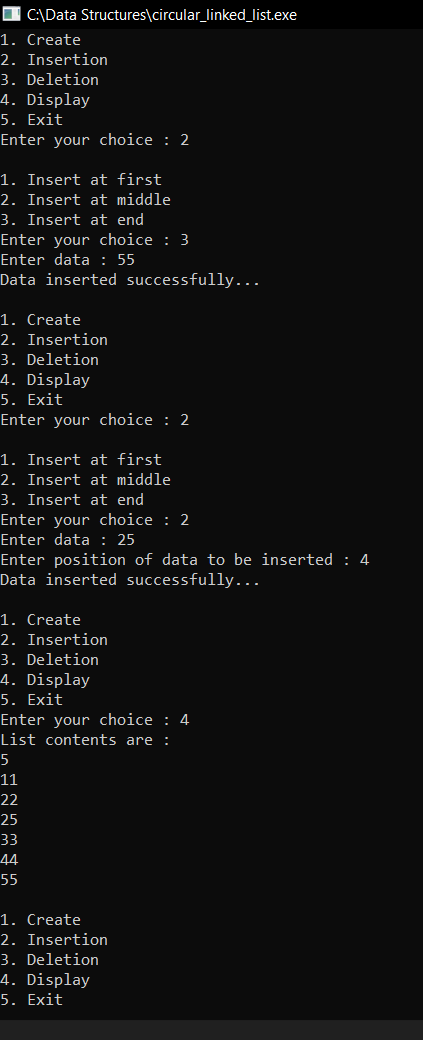 C:\Data Structures\circular_linked_list.exe
1. Create
2. Insertion
3. Deletion
4. Display
5. Exit
Enter your choice : 2
1. Insert at first
2. Insert at middle
3. Insert at end
Enter your choice : 3
Enter data : 55
Data inserted successfully...
1. Create
2. Insertion
3. Deletion
4. Display
5. Exit
Enter your choice : 2
1. Insert at first
2. Insert at middle
3. Insert at end
Enter your choice : 2
Enter data : 25
Enter position of data to be inserted : 4
Data inserted successfully...
1. Create
2. Insertion
3. Deletion
4. Display
5. Exit
Enter your choice : 4
List contents are :
5
11
22
25
33
44
55
1. Create
2. Insertion
3. Deletion
4. Display
5. Exit